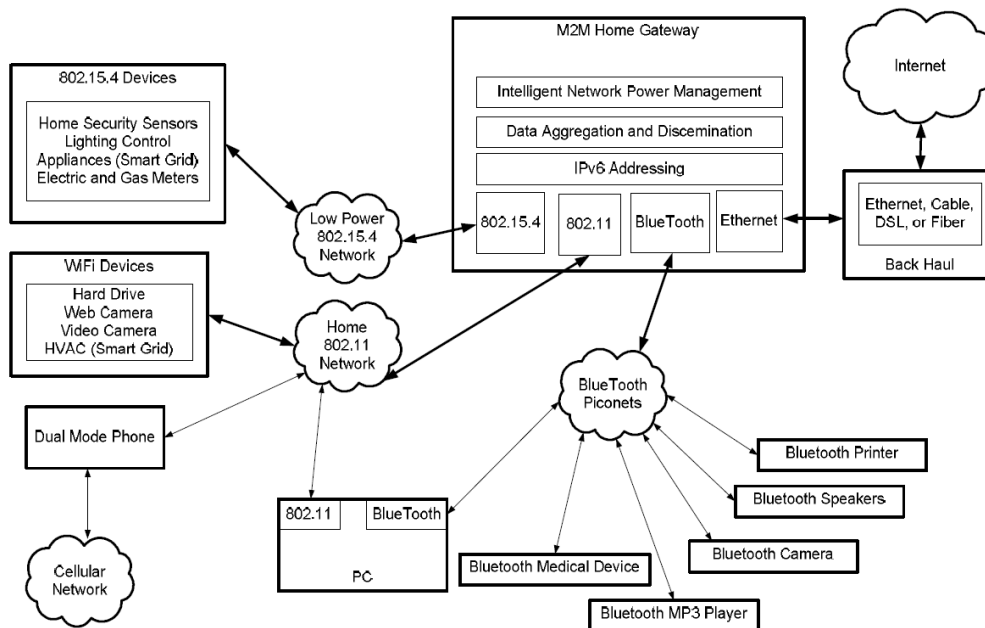 M2M Home Gateway
Intelligent Network Power Management
Data Aggregation and Discemination
IPv6 Addressing
802.15.4
802.11
BlueTooth
Ethernet
Internet
Ethernet, Cable,
DSL, or Fiber
Back Haul
802.15.4 Devices
Home Security Sensors
Lighting Control
Appliances (Smart Grid)
Electric and Gas Meters
Low Power
802.15.4
Network
WiFi Devices
Hard Drive
Web Camera
Video Camera
HVAC (Smart Grid)
Home
802.11
Network
Dual Mode Phone
Cellular
Network
802.11
BlueTooth
PC
BlueTooth
Piconets
Bluetooth Printer
Bluetooth Speakers
Bluetooth Camera
Bluetooth Medical Device
Bluetooth MP3 Player